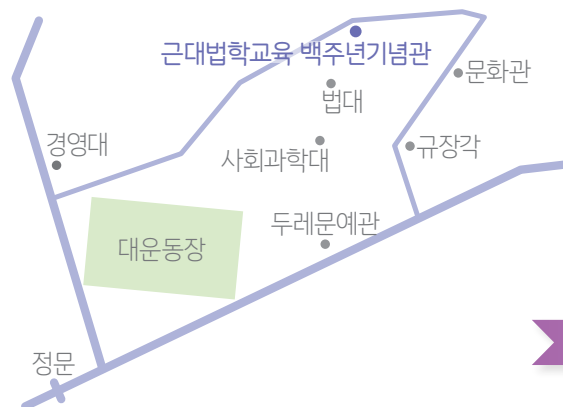 근대법학교육 백주년기념관
문화관
법대
경영대
사회과학대
규장각
두레문예관
대운동장
정문